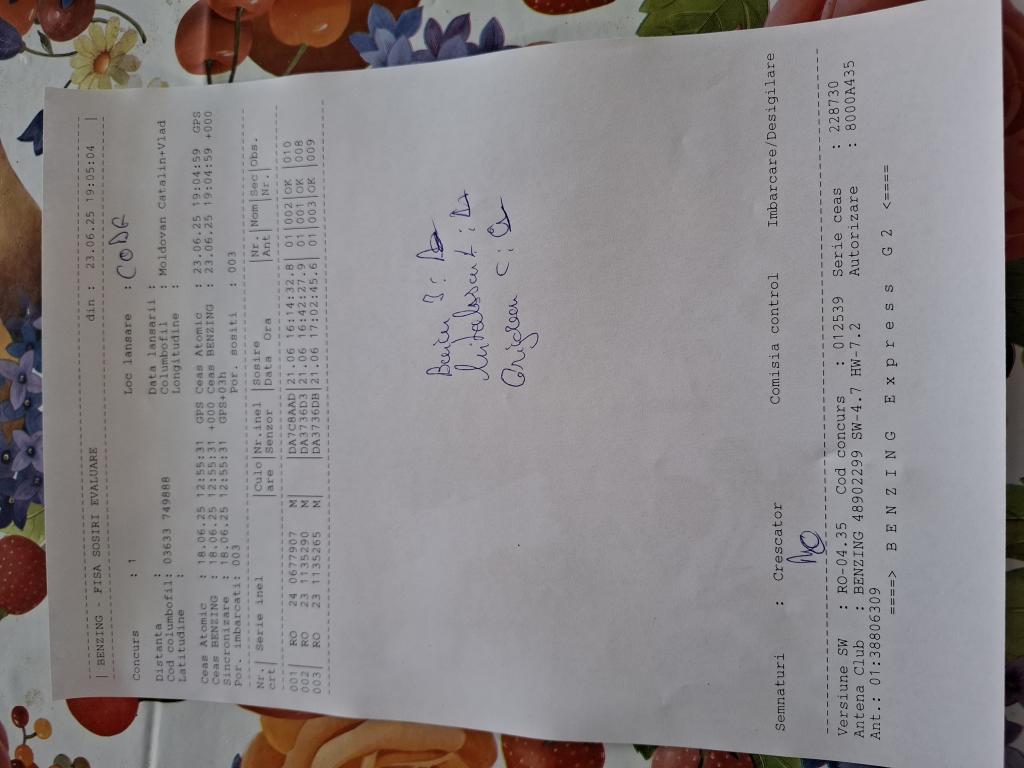 BENZING - FISA SOSIRI EVALUARE din : 23.06.25 19:05:04
Concurs : 1 Loc lansare : CODA
Distanta : Data lansarii :
Cod columbofil: 03633 749888 Columbofil : Moldovan Catalin+Vlad
Latitudine : Longitudine :
Ceas Atomic : 18.06.25 12:55:31 GPS Ceas Atomic : 23.06.25 19:04:59 GPS
Ceas BENZING : 18.06.25 12:55:31 +000 Ceas BENZING : 23.06.25 19:04:59 +000
Sincronizare : 18.06.25 12:55:31 GPS+03h
Por. imbarcati: 003 Por. sositi : 003
Nr.| Serie inel |Culo|Nr.inel |Sosire |Nr.|Nom|Sec|Obs.
crt| |are |Senzor |Data Ora |Ant| |Nr.|
001| RO 24 0677907 M| |DA7CBAAD|21.06 16:14:32.8| 01|002|OK |010
002| RO 23 1135290 M| |DA3736D3|21.06 16:42:27.9| 01|001|OK |008
003| RO 23 1135265 M| |DA3736DB|21.06 17:02:45.6| 01|003|OK |009
Semnaturi : Crescator Comisia control Imbarcare/Desigilare
Versiune SW : RO-04.35 Cod concurs : 012539 Serie ceas : 228730
Antena Club : BENZING 48902299 SW-4.7 HW-7.2 Autorizare : 8000A435
Ant.: 01:38806309
====> B E N Z I N G E x p r e s s G 2 <====